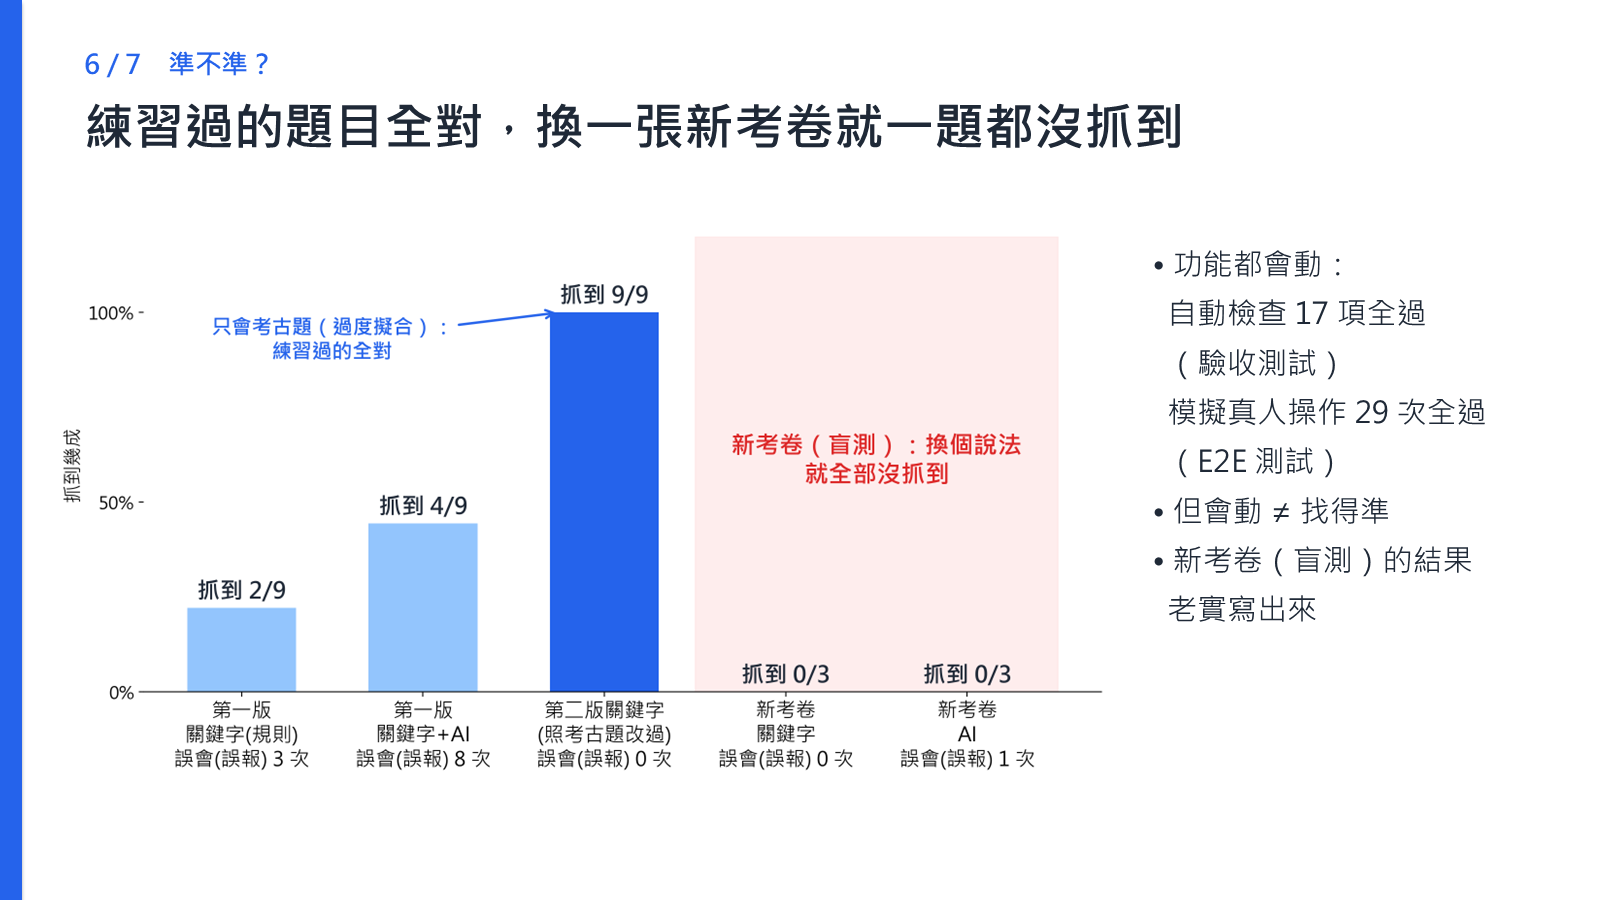 6 / 7　準不準？
練習過的題目全對，換一張新考卷就一題都沒抓到
抓到幾成
100%
50%
0%
只會考古題（過度擬合）：
練習過的全對
抓到 2/9
抓到 4/9
抓到 9/9
新考卷（盲測）：換個說法
就全部沒抓到
抓到 0/3
抓到 0/3
第一版
關鍵字(規則)
誤會(誤報) 3 次
第一版
關鍵字+AI
誤會(誤報) 8 次
第二版關鍵字
(照考古題改過)
誤會(誤報) 0 次
新考卷
關鍵字
誤會(誤報) 0 次
新考卷
AI
誤會(誤報) 1 次
• 功能都會動：
自動檢查 17 項全過
（驗收測試）
模擬真人操作 29 次全過
（E2E 測試）
• 但會動 ≠ 找得準
• 新考卷（盲測）的結果
老實寫出來